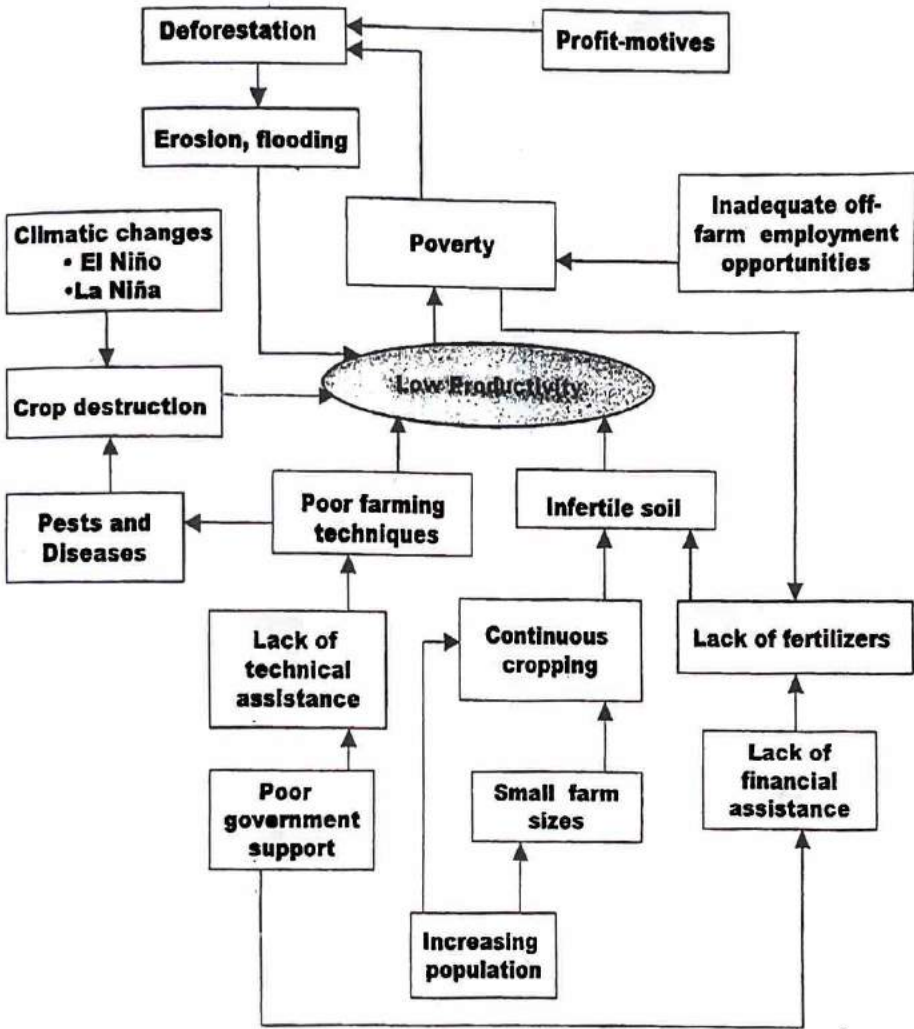 Deforestation
Profit-motives
Erosion, flooding
Climatic changes
• El Niño
•La Niña
Poverty
Inadequate off-
farm employment
opportunities
Low Productivity
Crop destruction
Pests and
Diseases
Poor farming
techniques
Infertile soil
Lack of
technical
assistance
Continuous
cropping
Lack of fertilizers
Poor
government
support
Small farm
sizes
Lack of
financial
assistance
Increasing
population